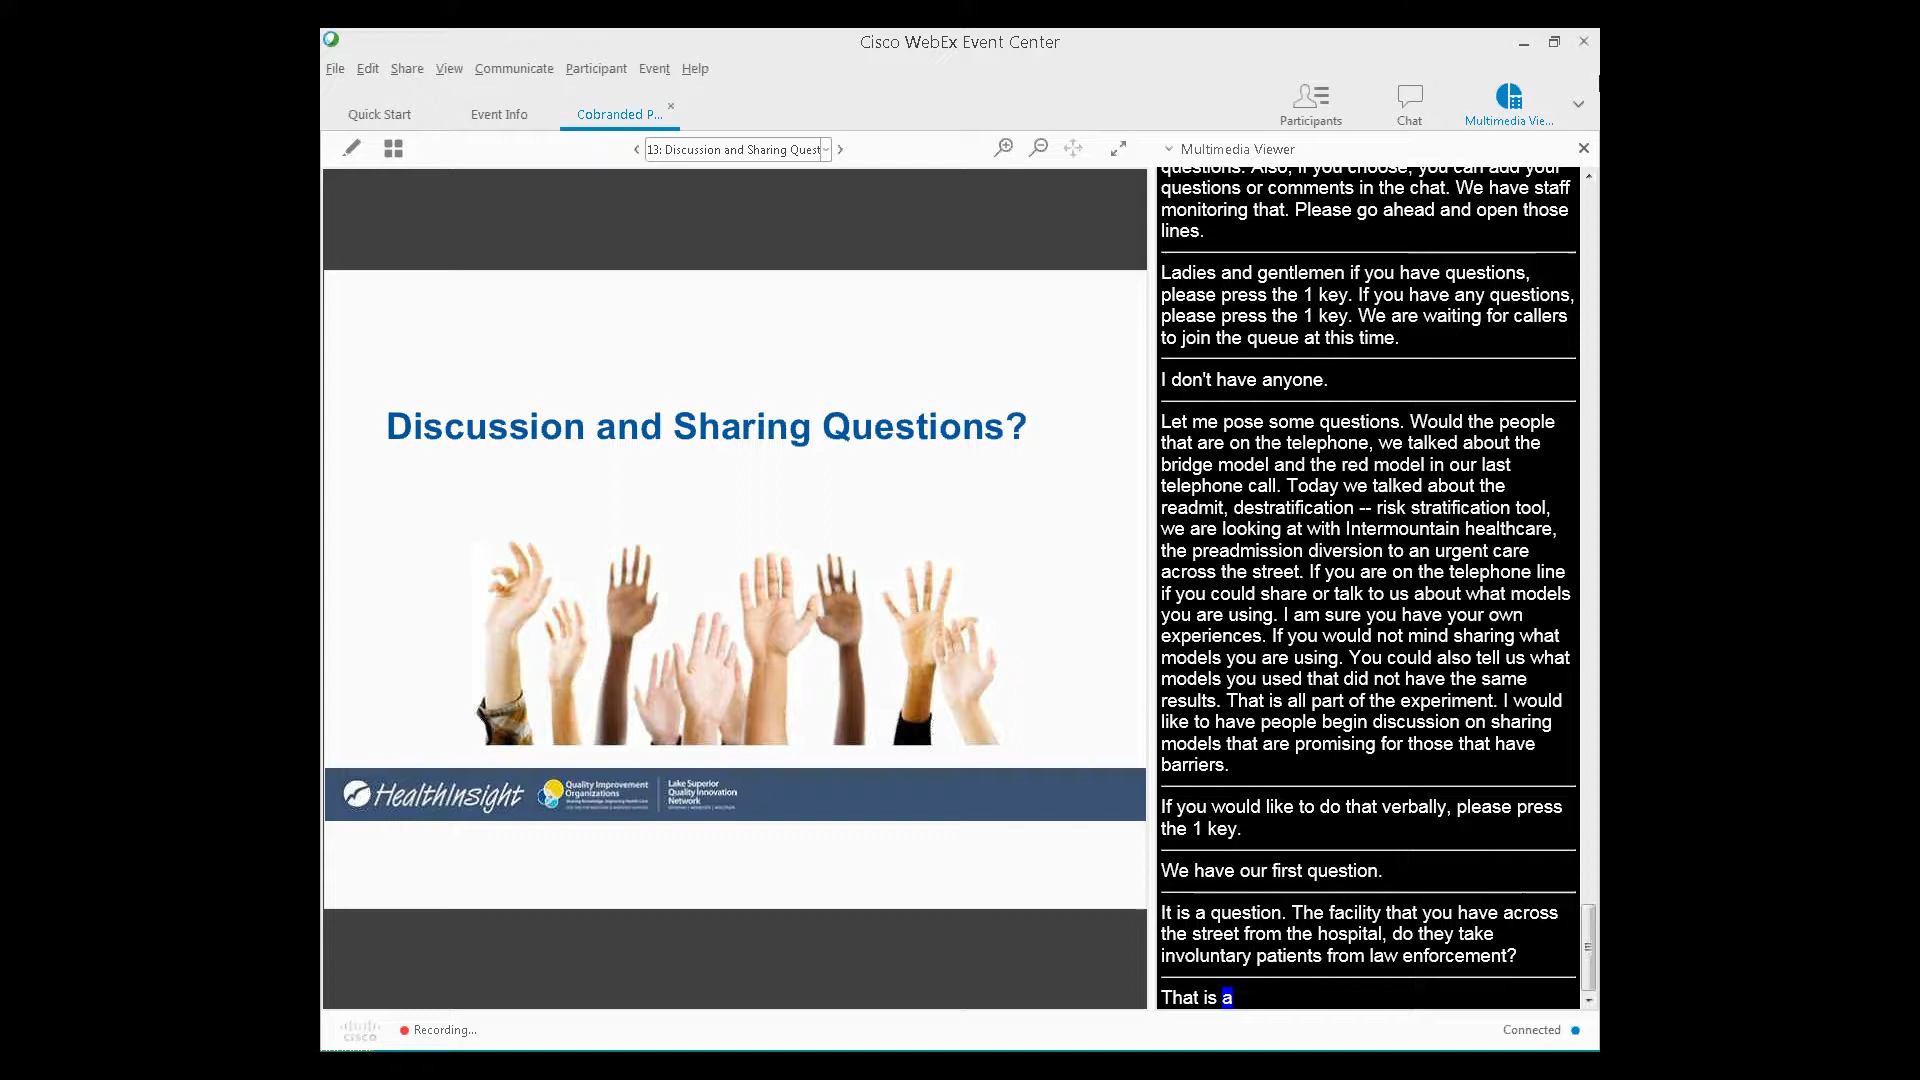 Cisco WebEx Event Center
File Edit Share View Communicate Participant Event Help
Quick Start Event Info Cobranded P...
Participants Chat Multimedia Vie...
13: Discussion and Sharing Quest
Multimedia Viewer
Discussion and Sharing Questions?
HealthInsight
Quality Improvement
Organizations
Lake Superior
Quality Innovation
Network
questions. Also, if you choose, you can add your
questions or comments in the chat. We have staff
monitoring that. Please go ahead and open those
lines.
Ladies and gentlemen if you have questions,
please press the 1 key. If you have any questions,
please press the 1 key. We are waiting for callers
to join the queue at this time.
I don't have anyone.
Let me pose some questions. Would the people
that are on the telephone, we talked about the
bridge model and the red model in our last
telephone call. Today we talked about the
readmit, destratification -- risk stratification tool,
we are looking at with Intermountain healthcare,
the preadmission diversion to an urgent care
across the street. If you are on the telephone line
if you could share or talk to us about what models
you are using. I am sure you have your own
experiences. If you would not mind sharing what
models you are using. You could also tell us what
models you used that did not have the same
results. That is all part of the experiment. I would
like to have people begin discussion on sharing
models that are promising for those that have
barriers.
If you would like to do that verbally, please press
the 1 key.
We have our first question.
It is a question. The facility that you have across
the street from the hospital, do they take
involuntary patients from law enforcement?
That is a
cisco
Recording...
Connected